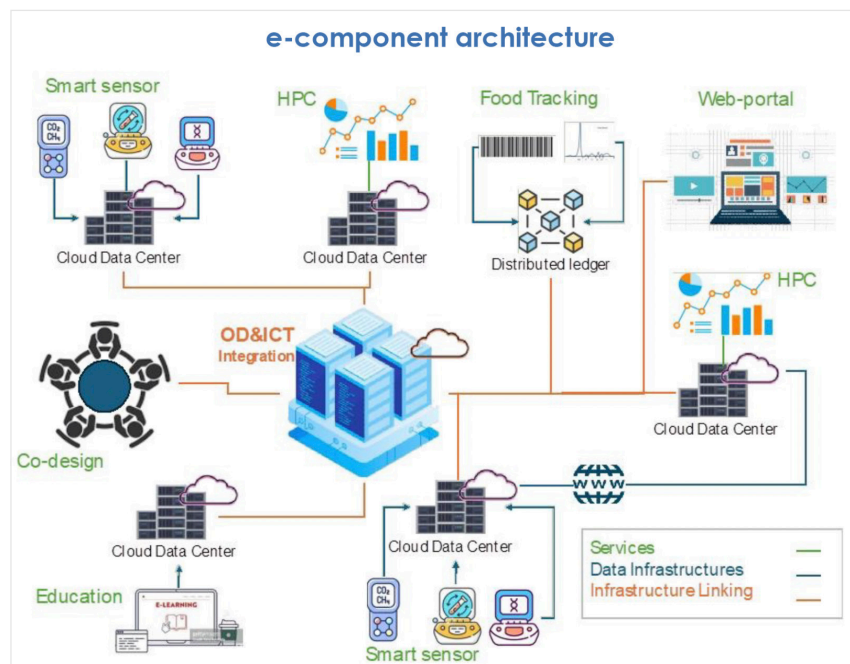 e-component architecture
Smart sensor
HPC
Food Tracking
Web-portal
CO₂
CH₄
Cloud Data Center
Cloud Data Center
Distributed ledger
HPC
OD&ICT
Integration
Cloud Data Center
Co-design
WWW
Cloud Data Center
Cloud Data Center
Services
Data Infrastructures
Infrastructure Linking
Education
E-LEARNING
CO₂
CH₄
Smart sensor